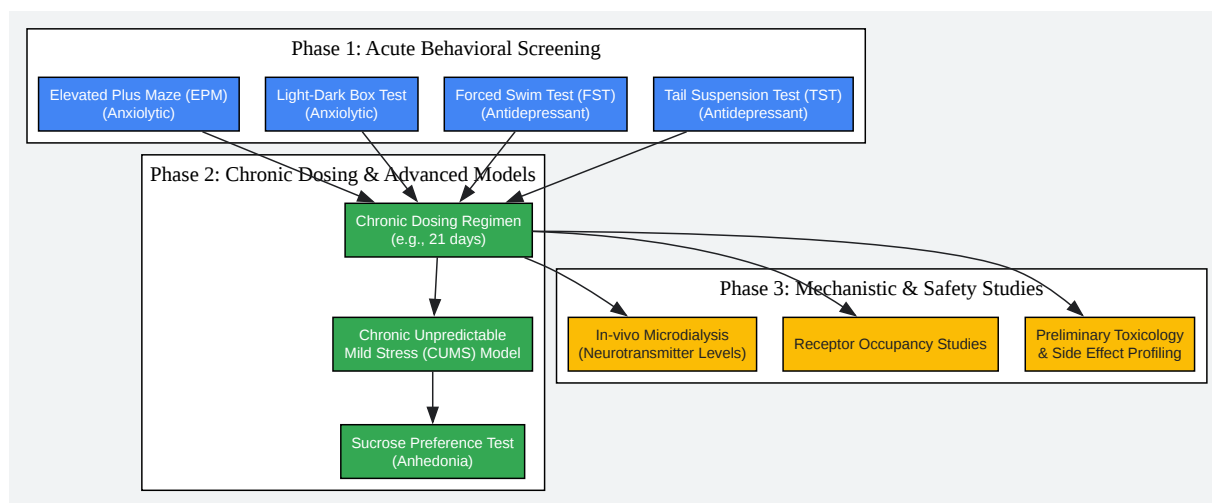 Phase 1: Acute Behavioral Screening
Elevated Plus Maze (EPM)
(Anxiolytic)
Light-Dark Box Test
(Anxiolytic)
Forced Swim Test (FST)
(Antidepressant)
Tail Suspension Test (TST)
(Antidepressant)
Phase 2: Chronic Dosing & Advanced Models
Chronic Dosing Regimen
(e.g., 21 days)
Chronic Unpredictable
Mild Stress (CUMS) Model
Sucrose Preference Test
(Anhedonia)
Phase 3: Mechanistic & Safety Studies
In-vivo Microdialysis
(Neurotransmitter Levels)
Receptor Occupancy Studies
Preliminary Toxicology
& Side Effect Profiling